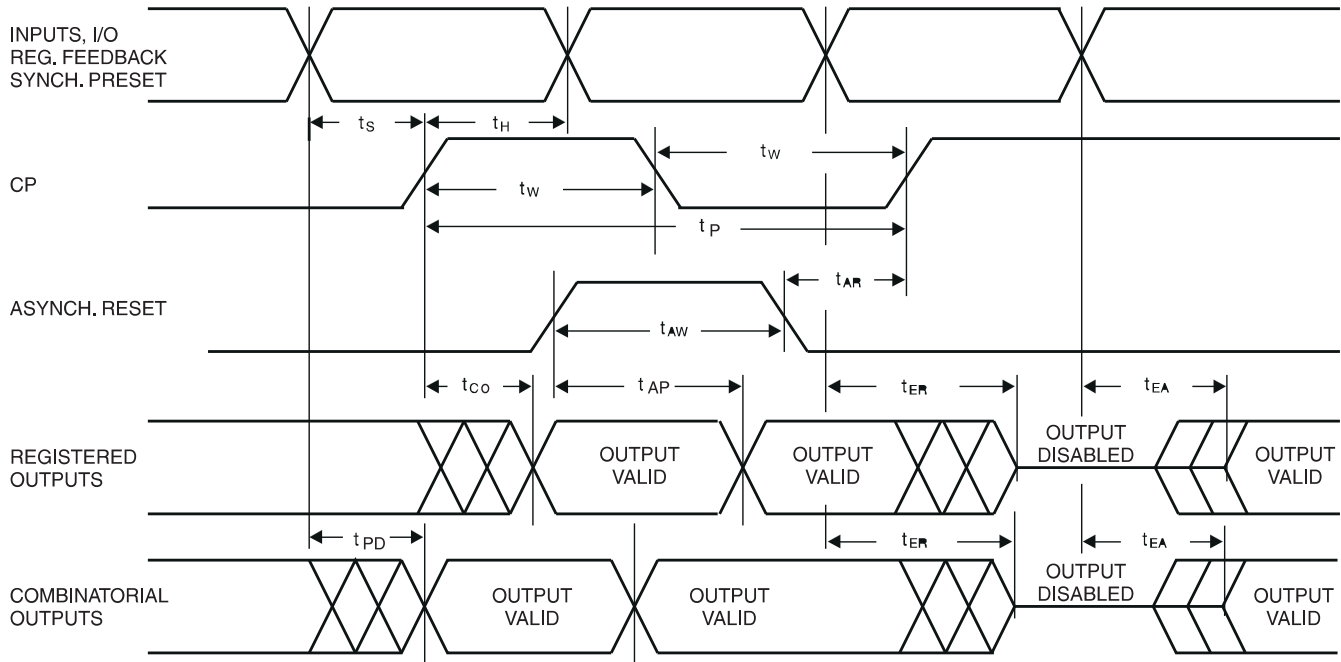 INPUTS, I/O
REG. FEEDBACK
SYNCH. PRESET
tS
tH
CP
tW
tW
tP
ASYNCH. RESET
tAR
tAW
tCo
tAP
tER
tEA
REGISTERED
OUTPUTS
OUTPUT
VALID
OUTPUT
VALID
OUTPUT
DISABLED
OUTPUT
VALID
tPD
tER
tEA
COMBINATORIAL
OUTPUTS
OUTPUT
VALID
OUTPUT
VALID
OUTPUT
DISABLED
OUTPUT
VALID